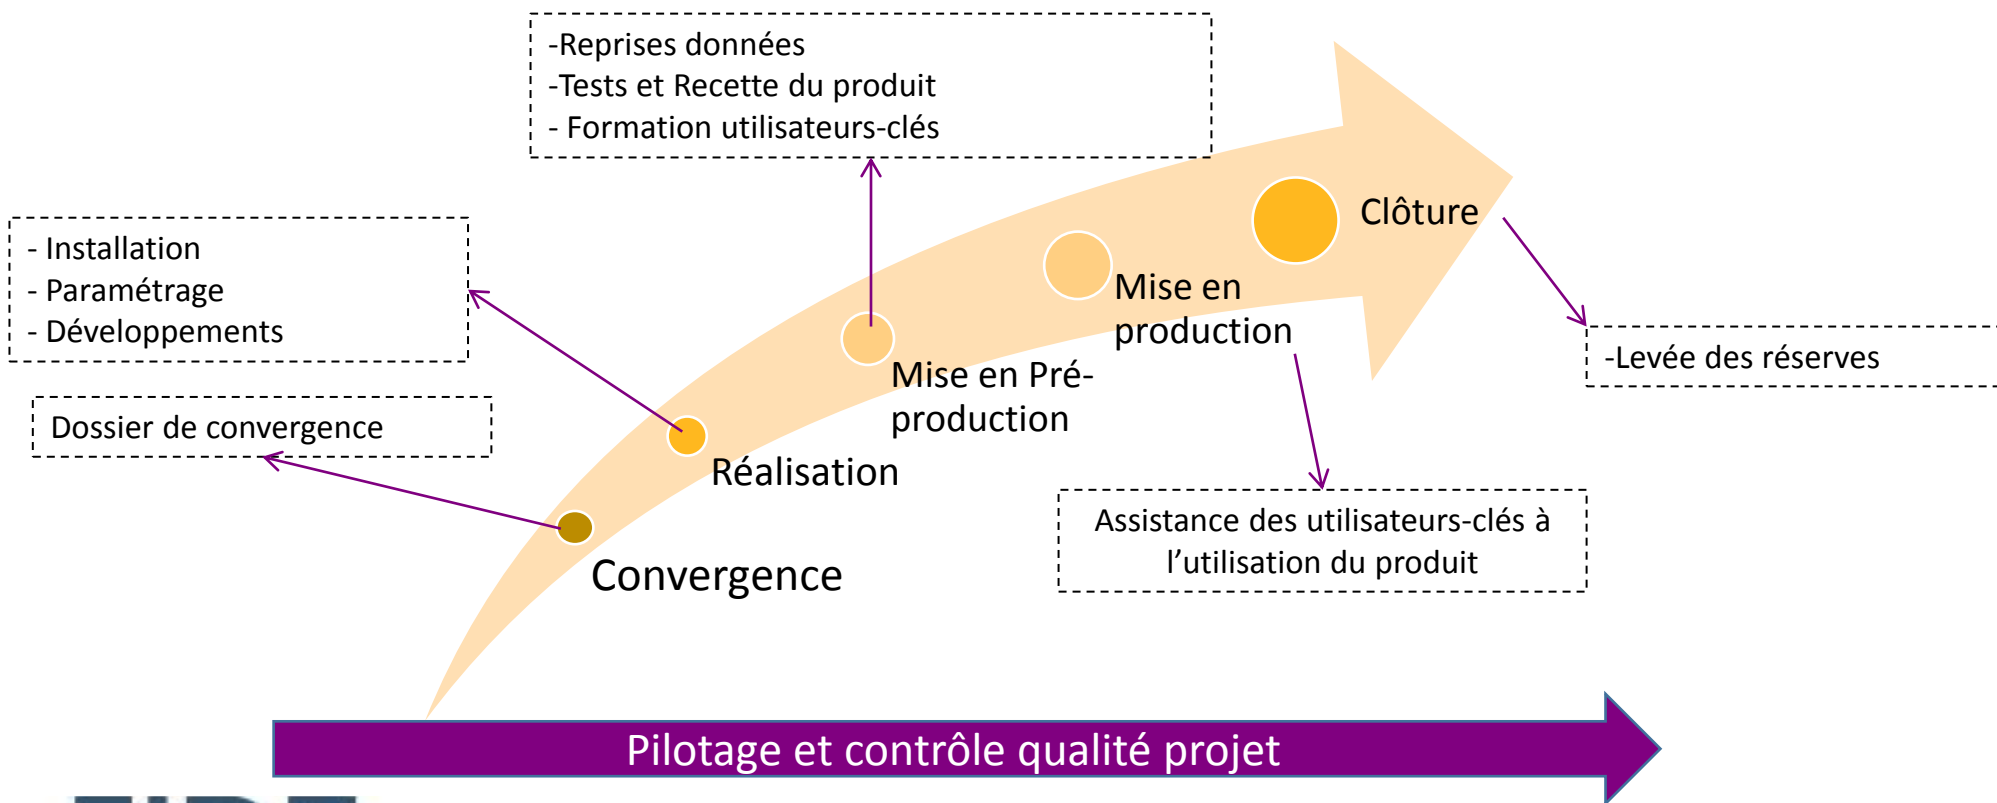 -Reprises données
-Tests et Recette du produit
- Formation utilisateurs-clés
- Installation
- Paramétrage
- Développements
Dossier de convergence
Convergence
Réalisation
Mise en Pré-
production
Mise en
production
Clôture
-Levée des réserves
Assistance des utilisateurs-clés à
l’utilisation du produit
Pilotage et contrôle qualité projet